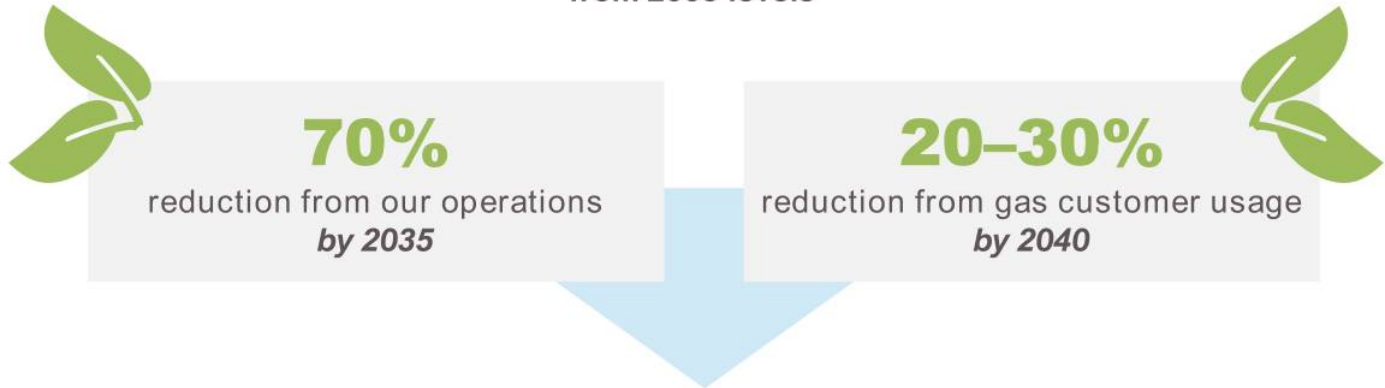 70%
reduction from our operations
by 2035
20–30%
reduction from gas customer usage
by 2040